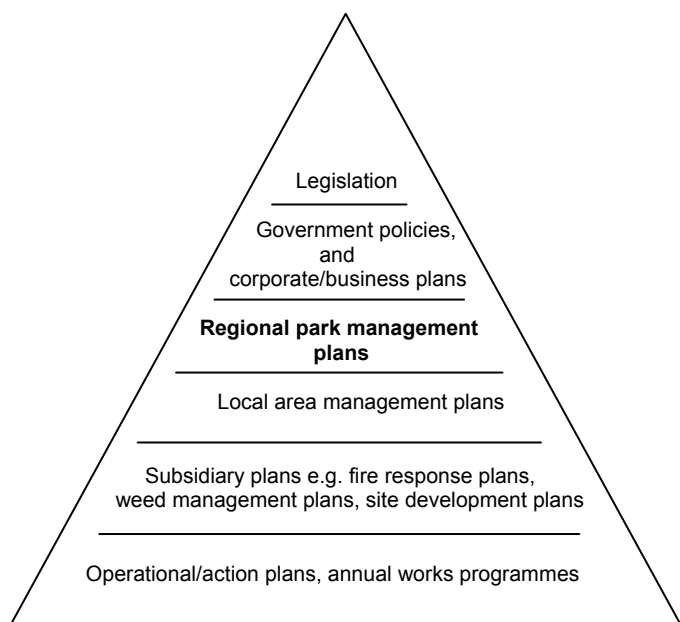 Legislation
Government policies,
and
corporate/business plans
Regional park management
plans
Local area management plans
Subsidiary plans e.g. fire response plans,
weed management plans, site development plans
Operational/action plans, annual works programmes